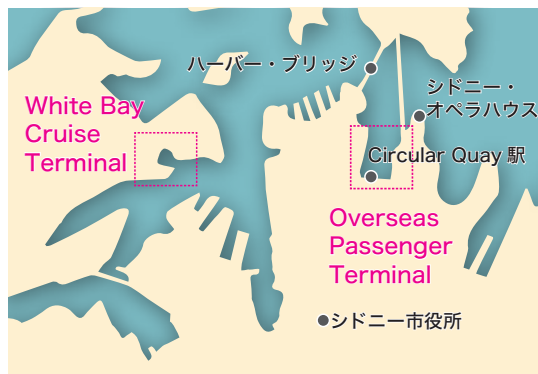 ハーバー・ブリッジ
シドニー・
オペラハウス
White Bay
Cruise
Terminal
Circular Quay 駅
Overseas
Passenger
Terminal
シドニー市役所